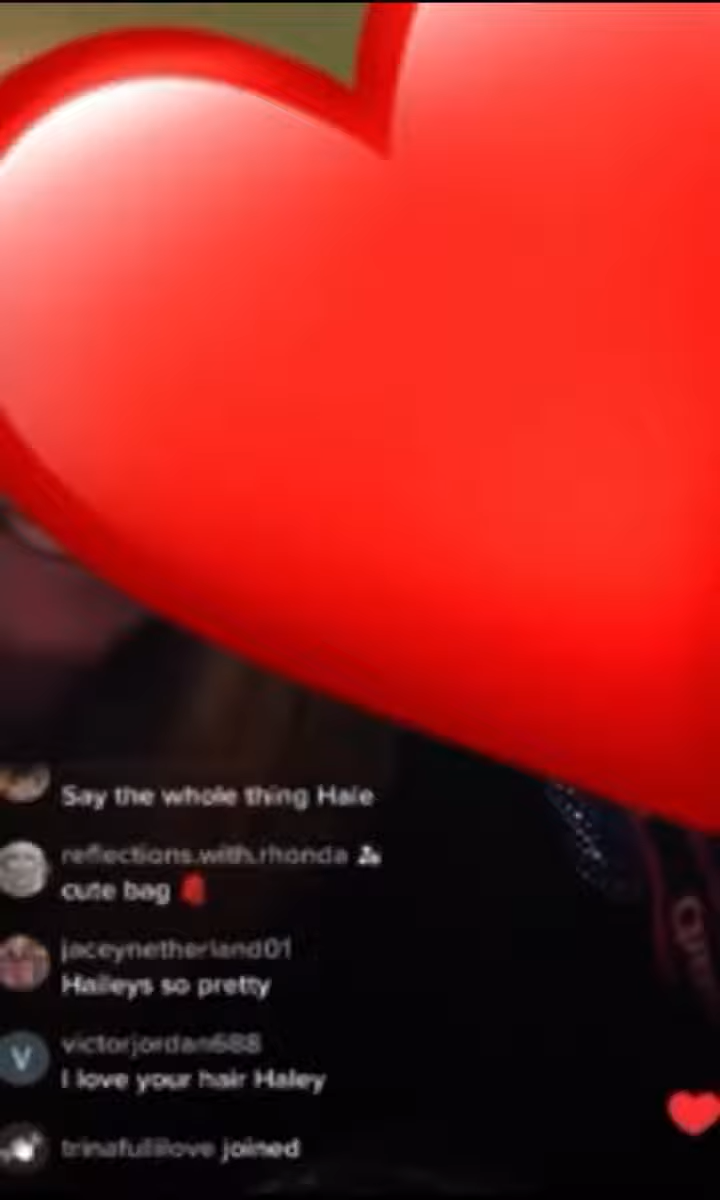 Say the whole thing Hale
reflections.with.rhonda
cute bag
jaceynetherland01
Haileys so pretty
V
victorjordan688
I love your hair Haley
trinafulllilove joined